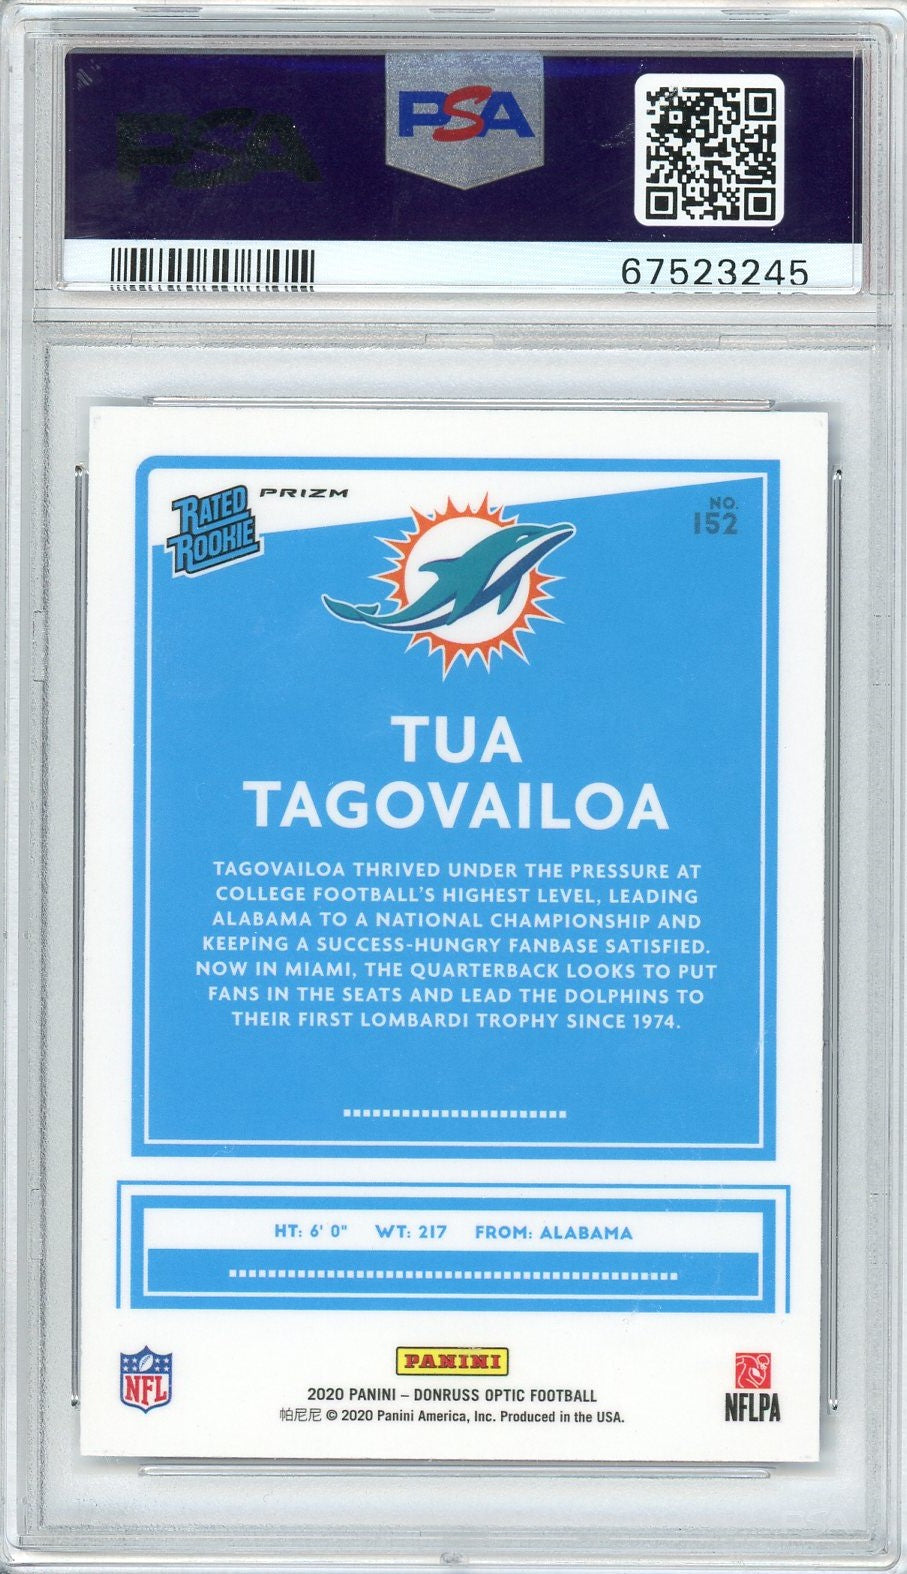 PSA
PSA
67523245
RATED
ROOKIE
PRIZM
NO.
152
TUA
TAGOVAILOA
TAGOVAILOA THRIVED UNDER THE PRESSURE AT
COLLEGE FOOTBALL'S HIGHEST LEVEL, LEADING
ALABAMA TO A NATIONAL CHAMPIONSHIP AND
KEEPING A SUCCESS-HUNGRY FANBASE SATISFIED.
NOW IN MIAMI, THE QUARTERBACK LOOKS TO PUT
FANS IN THE SEATS AND LEAD THE DOLPHINS TO
THEIR FIRST LOMBARDI TROPHY SINCE 1974.
HT: 6' 0" WT: 217 FROM: ALABAMA
NFL
PANINI
2020 PANINI – DONRUSS OPTIC FOOTBALL
帕尼尼 © 2020 Panini America, Inc. Produced in the USA.
NFLPA
PSA